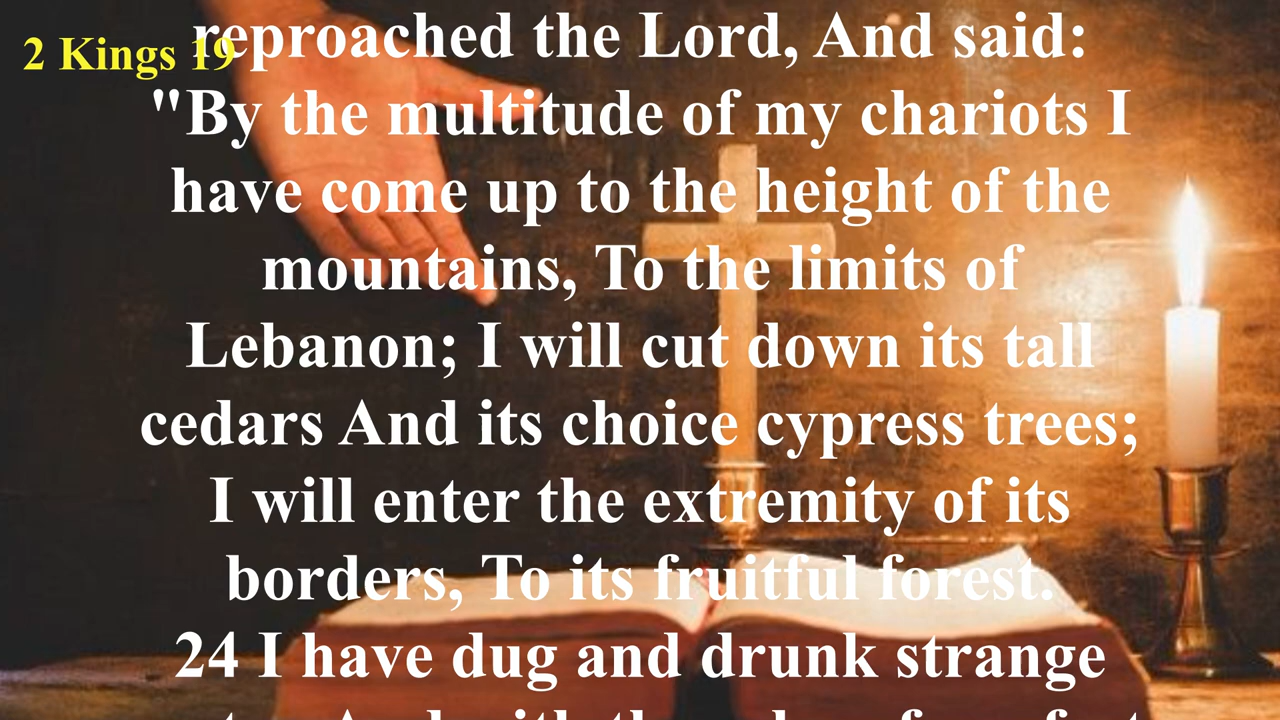 2 Kings 19
reproached the Lord, And said:
"By the multitude of my chariots I
have come up to the height of the
mountains, To the limits of
Lebanon; I will cut down its tall
cedars And its choice cypress trees;
I will enter the extremity of its
borders, To its fruitful forest.
24 I have dug and drunk strange